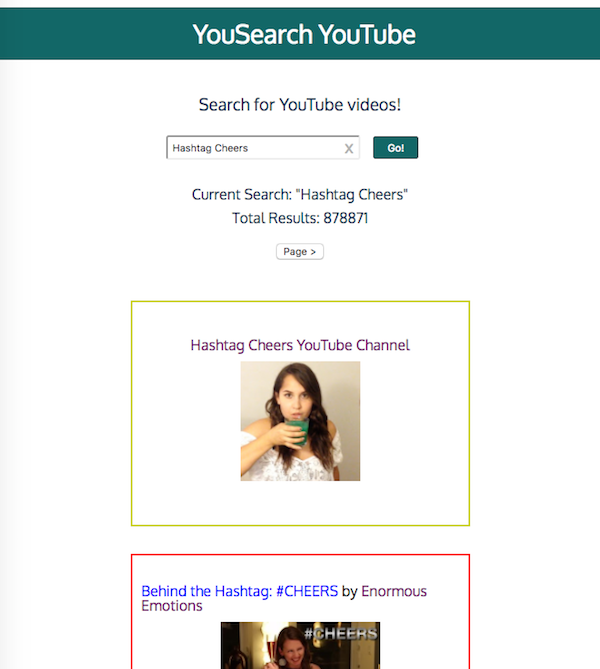 YouSearch YouTube
Search for YouTube videos!
Hashtag Cheers X Go!
Current Search: "Hashtag Cheers"
Total Results: 878871
Page >
Hashtag Cheers YouTube Channel
Behind the Hashtag: #CHEERS by Enormous
Emotions
#CHEERS